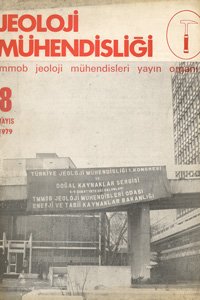 JEOLOJİ
MÜHENDİSLİĞİ
tmmob jeoloji mühendisleri yayın organı
8
MAYIS
1979
TÜRKİYE JEOLOJİ MÜHENDİSLİĞİ 1. KONGRESİ
DOĞAL KAYNAKLAR SERGİSİ
TMMOB JEOLOJİ MÜHENDİSLERİ ODASI
ENERJİ VE TABİİ KAYNAKLAR BAKANLIĞI